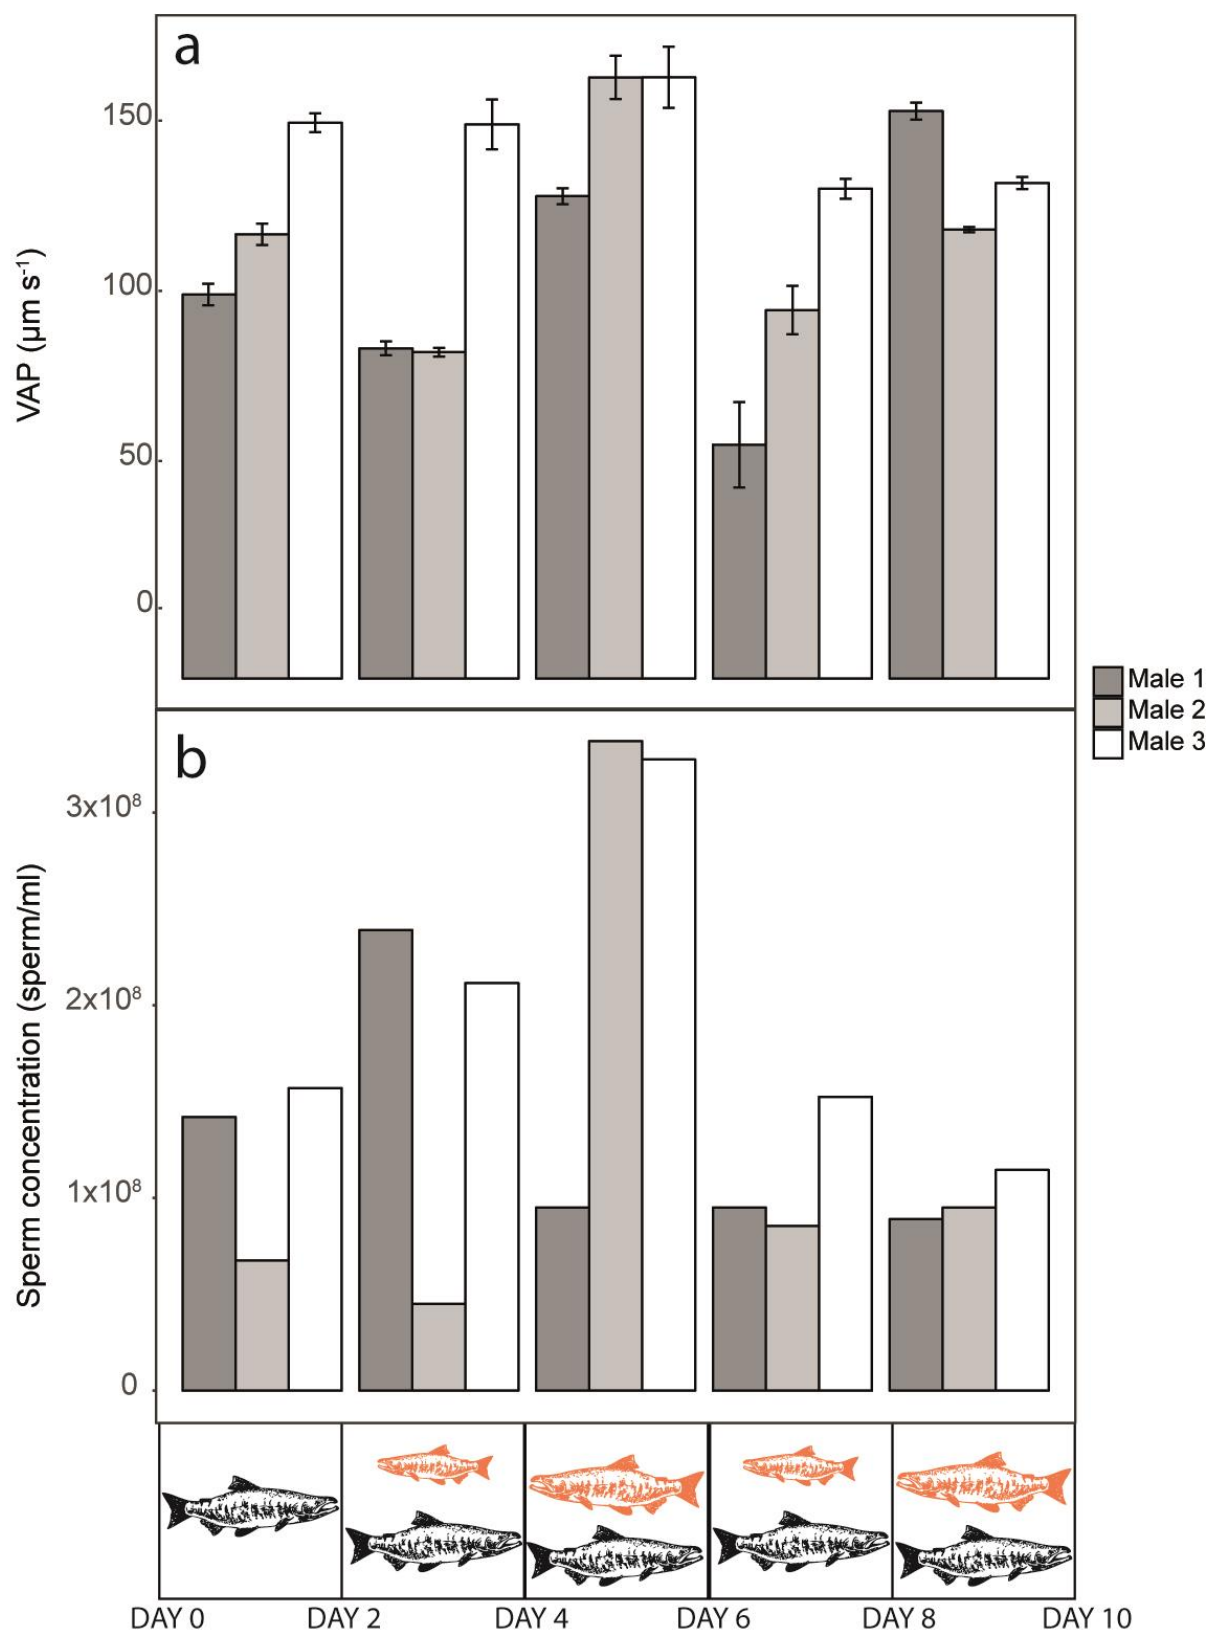 a
150
100
50
0
VAP (μm s⁻¹)
Male 1
Male 2
Male 3
b
3x10⁸
2x10⁸
1x10⁸
0
Sperm concentration (sperm/ml)
DAY 0 DAY 2 DAY 4 DAY 6 DAY 8 DAY 10